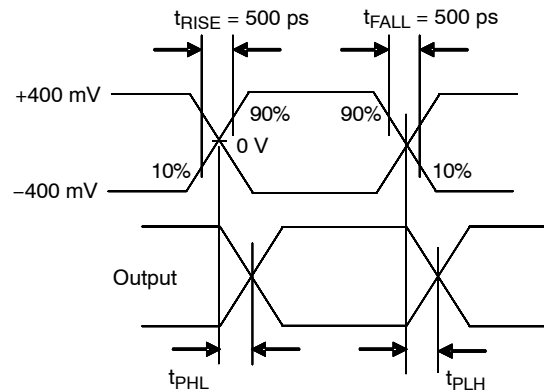 tRISE = 500 ps
tFALL = 500 ps
+400 mV
90%
90%
0 V
10%
10%
−400 mV
Output
tPHL
tPLH